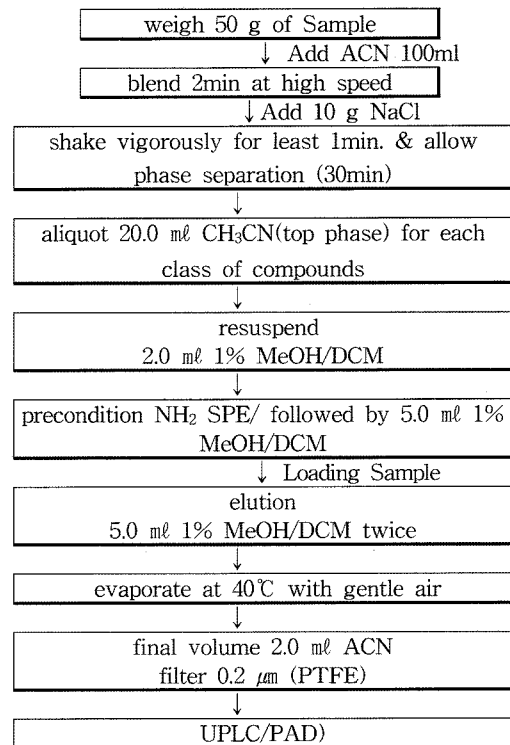 weigh 50 g of Sample
↓ Add ACN 100ml
blend 2min at high speed
↓ Add 10 g NaCl
shake vigorously for least 1min. & allow
phase separation (30min)
↓
aliquot 20.0 ㎖ CH₃CN(top phase) for each
class of compounds
↓
resuspend
2.0 ㎖ 1% MeOH/DCM
↓
precondition NH₂ SPE/ followed by 5.0 ㎖ 1%
MeOH/DCM
↓ Loading Sample
elution
5.0 ㎖ 1% MeOH/DCM twice
↓
evaporate at 40℃ with gentle air
↓
final volume 2.0 ㎖ ACN
filter 0.2 ㎛ (PTFE)
↓
UPLC/PAD)